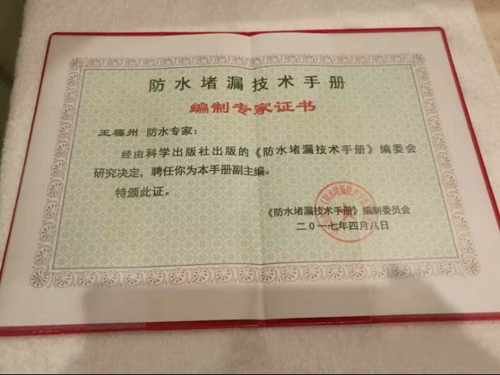 防水堵漏技术手册
编制专家证书
王福州 防水专家：
经由科学出版社出版的《防水堵漏技术手册》编委会
研究决定，聘任你为本手册副主编。
特颁此证。
《防水堵漏技术手册》编制委员会
二〇一七年四月八日